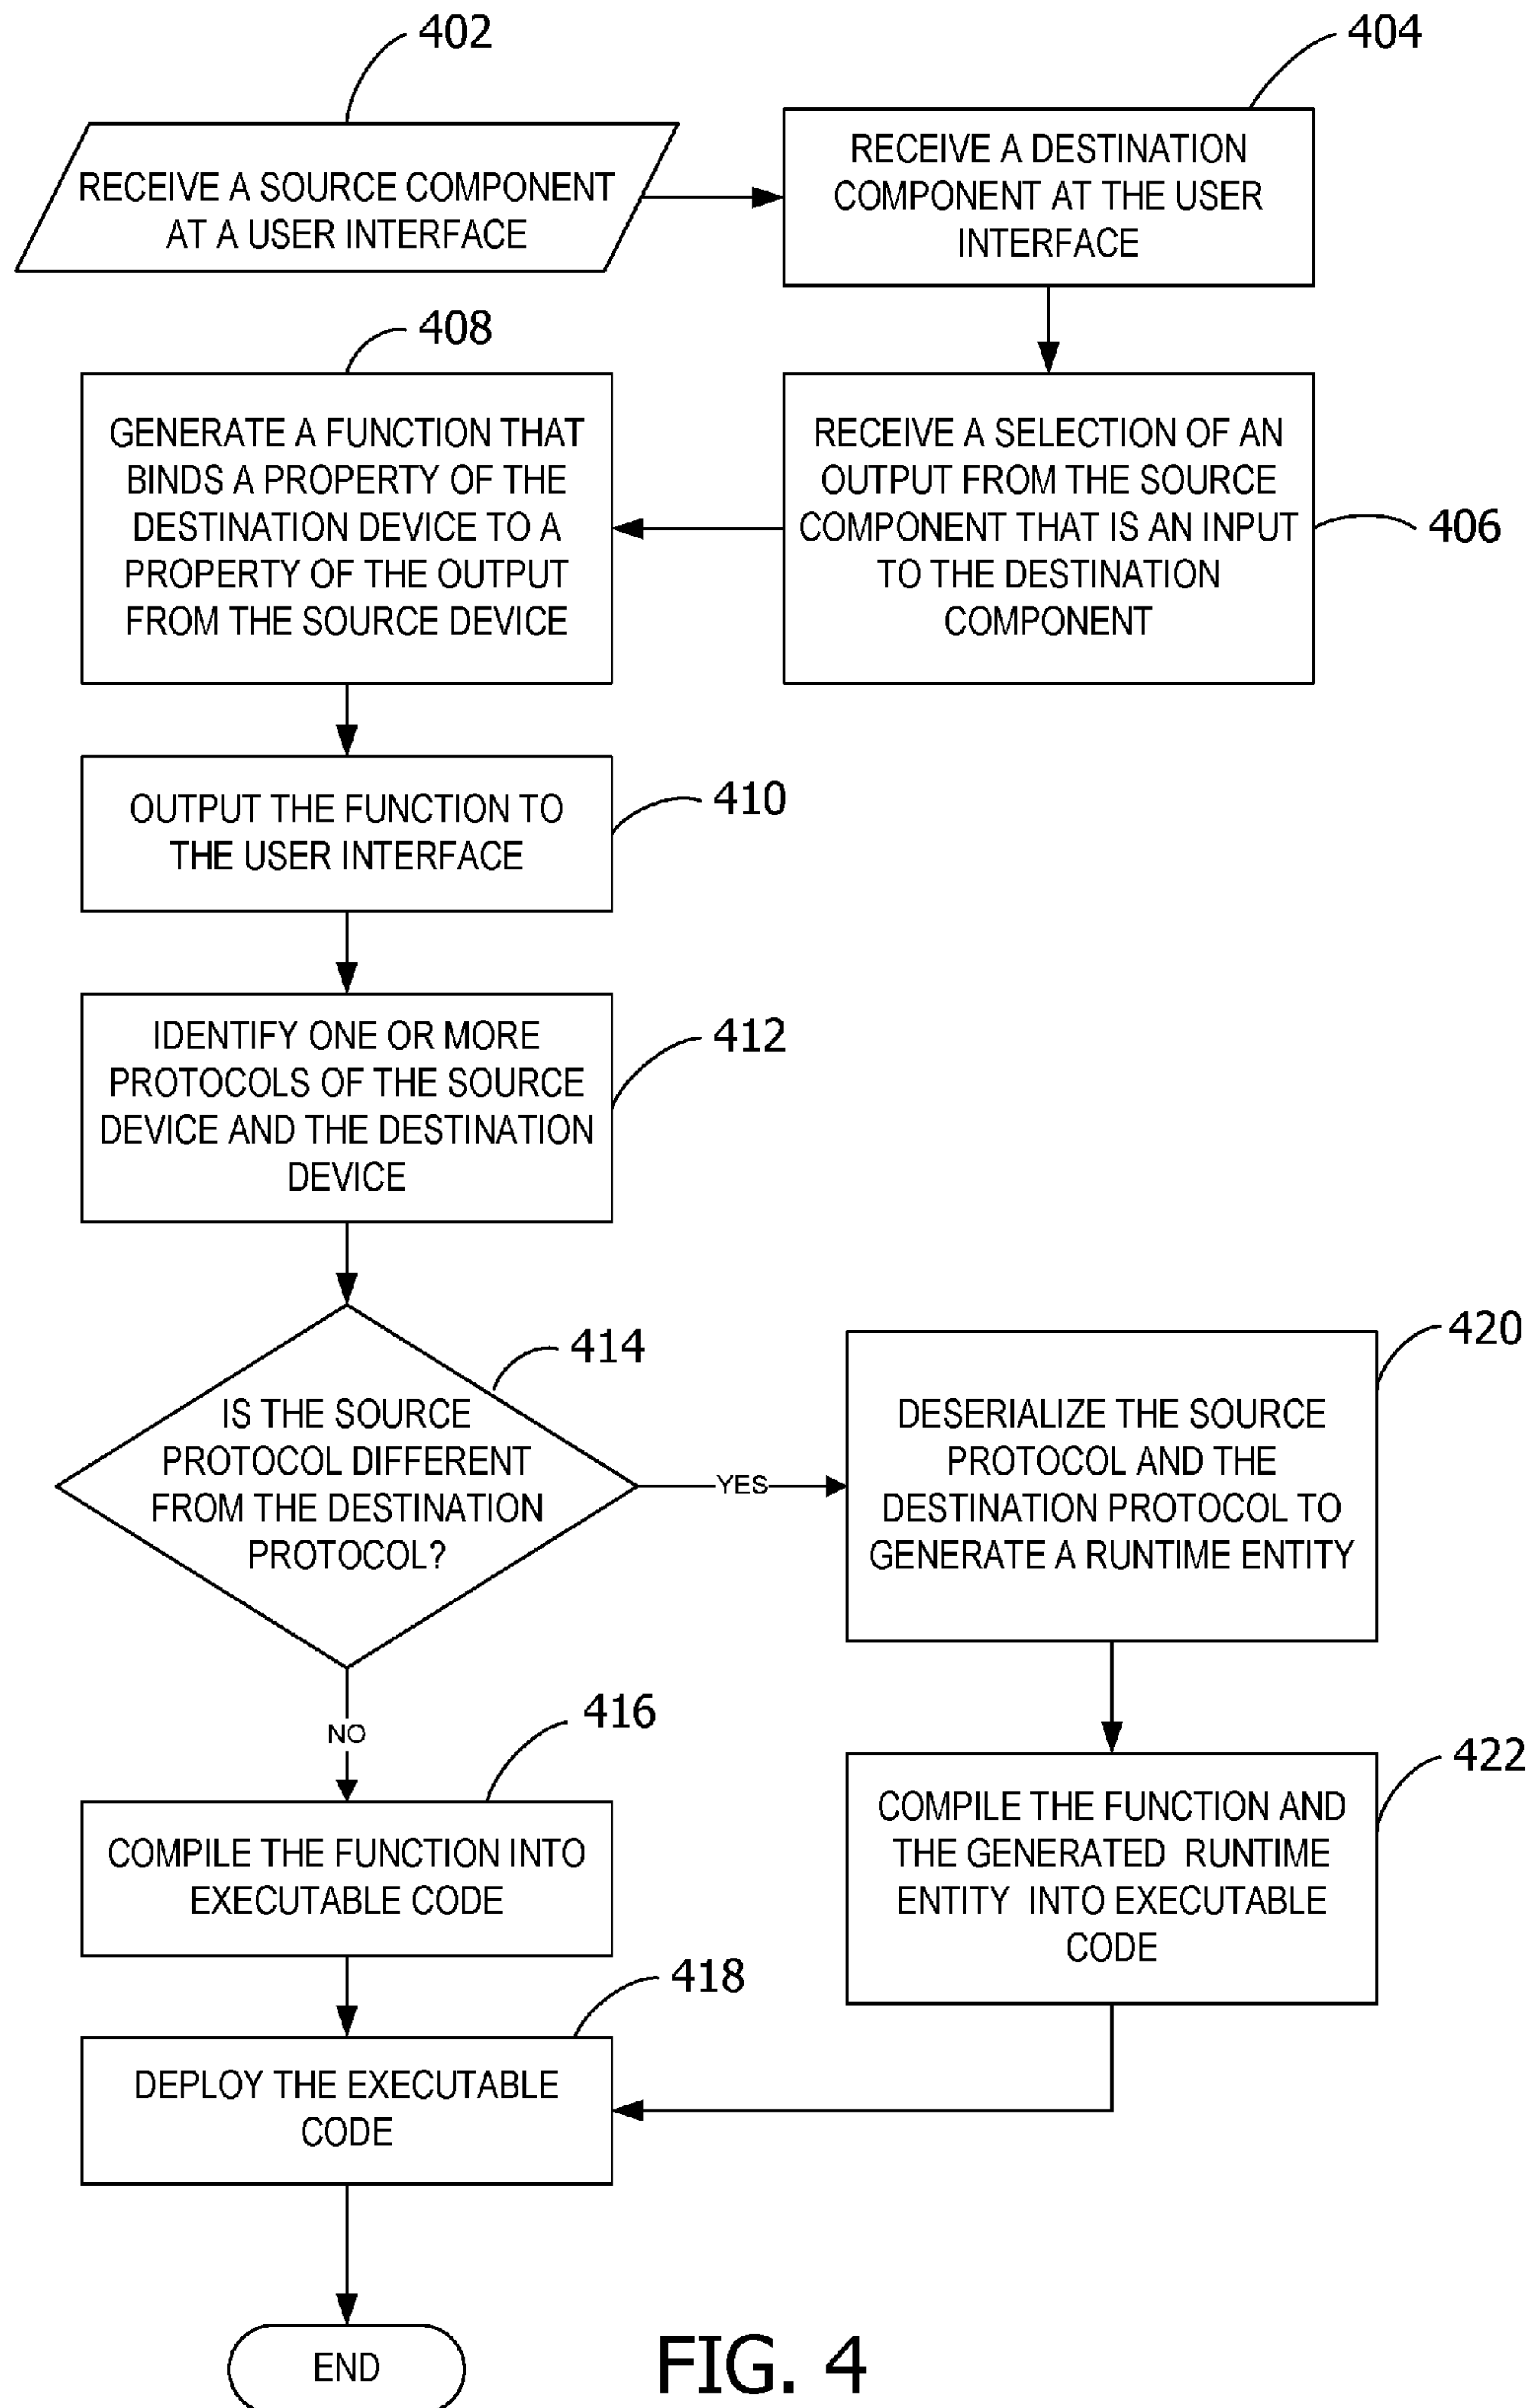 402
RECEIVE A SOURCE COMPONENT
AT A USER INTERFACE
404
RECEIVE A DESTINATION
COMPONENT AT THE USER
INTERFACE
406
RECEIVE A SELECTION OF AN
OUTPUT FROM THE SOURCE
COMPONENT THAT IS AN INPUT
TO THE DESTINATION
COMPONENT
408
GENERATE A FUNCTION THAT
BINDS A PROPERTY OF THE
DESTINATION DEVICE TO A
PROPERTY OF THE OUTPUT
FROM THE SOURCE DEVICE
410
OUTPUT THE FUNCTION TO
THE USER INTERFACE
412
IDENTIFY ONE OR MORE
PROTOCOLS OF THE SOURCE
DEVICE AND THE DESTINATION
DEVICE
414
IS THE SOURCE
PROTOCOL DIFFERENT
FROM THE DESTINATION
PROTOCOL?
YES
420
DESERIALIZE THE SOURCE
PROTOCOL AND THE
DESTINATION PROTOCOL TO
GENERATE A RUNTIME ENTITY
422
COMPILE THE FUNCTION AND
THE GENERATED RUNTIME
ENTITY INTO EXECUTABLE
CODE
NO
416
COMPILE THE FUNCTION INTO
EXECUTABLE CODE
418
DEPLOY THE EXECUTABLE
CODE
END
FIG. 4